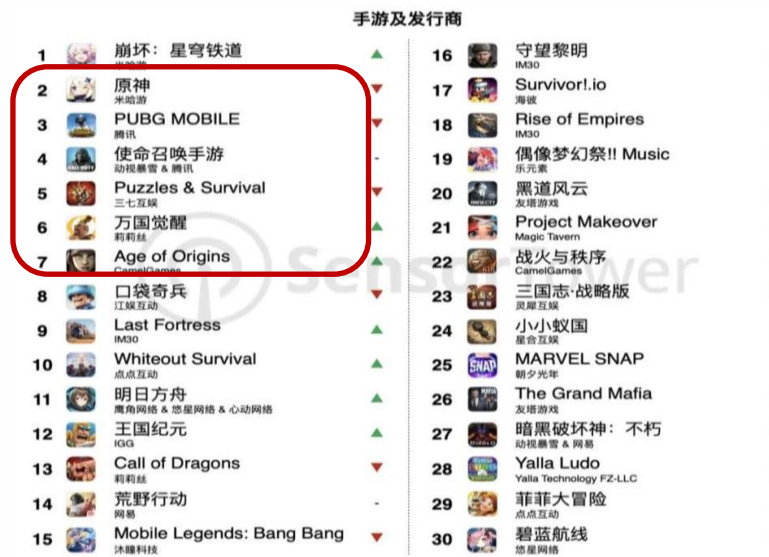 手游及发行商
1 崩坏：星穹铁道 ▲
米哈游
2 原神 ▼
米哈游
3 PUBG MOBILE ▼
腾讯
4 使命召唤手游 -
动视暴雪 & 腾讯
5 Puzzles & Survival ▼
三七互娱
6 万国觉醒 ▲
莉莉丝
7 Age of Origins ▲
CamelGames
8 口袋奇兵 ▼
江娱互动
9 Last Fortress ▲
IM30
10 Whiteout Survival ▲
点点互动
11 明日方舟 ▲
鹰角网络 & 悠星网络 & 心动网络
12 王国纪元 ▲
IGG
13 Call of Dragons ▼
莉莉丝
14 荒野行动 -
网易
15 Mobile Legends: Bang Bang ▼
沐瞳科技
16 守望黎明
IM30
17 Survivor!.io
海彼
18 Rise of Empires
IM30
19 偶像梦幻祭!! Music
乐元素
20 黑道风云
友塔游戏
21 Project Makeover
Magic Tavern
22 战火与秩序
CamelGames
23 三国志·战略版
灵犀互娱
24 小小蚁国
星合互娱
25 MARVEL SNAP
朝夕光年
26 The Grand Mafia
友塔游戏
27 暗黑破坏神：不朽
动视暴雪 & 网易
28 Yalla Ludo
Yalla Technology FZ-LLC
29 菲菲大冒险
点点互动
30 碧蓝航线
悠星网络
SensorTower